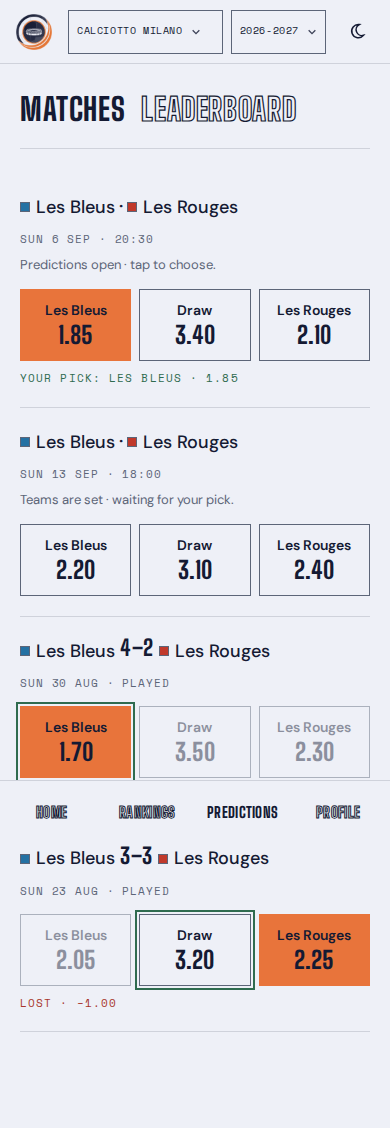 CALCIOTTO MILANO
2026-2027
MATCHES LEADERBOARD
Les Bleus · Les Rouges
SUN 6 SEP · 20:30
Predictions open · tap to choose.
Les Bleus Draw Les Rouges
1.85 3.40 2.10
YOUR PICK: LES BLEUS · 1.85
Les Bleus · Les Rouges
SUN 13 SEP · 18:00
Teams are set · waiting for your pick.
Les Bleus Draw Les Rouges
2.20 3.10 2.40
Les Bleus 4–2 Les Rouges
SUN 30 AUG · PLAYED
Les Bleus Draw Les Rouges
1.70 3.50 2.30
HOME RANKINGS PREDICTIONS PROFILE
Les Bleus 3–3 Les Rouges
SUN 23 AUG · PLAYED
Les Bleus Draw Les Rouges
2.05 3.20 2.25
LOST · −1.00